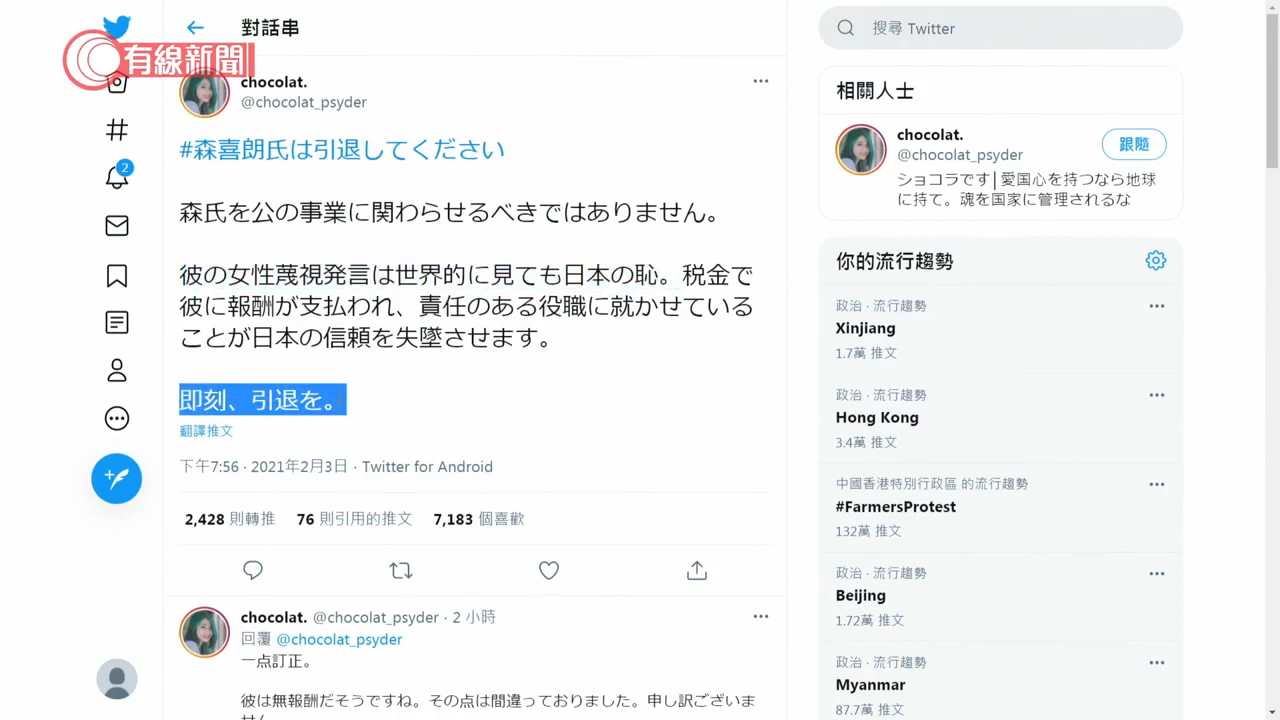 有線新聞
對話串
chocolat.
@chocolat_psyder
#森喜朗氏は引退してください
森氏を公の事業に関わらせるべきではありません。
彼の女性蔑視発言は世界的に見ても日本の恥。税金で
彼に報酬が支払われ、責任のある役職に就かせている
ことが日本の信頼を失墜させます。
即刻、引退を。
翻譯推文
下午7:56 · 2021年2月3日 · Twitter for Android
2,428 則轉推 76 則引用的推文 7,183 個喜歡
chocolat. @chocolat_psyder · 2 小時
回覆 @chocolat_psyder
一点訂正。
彼は無報酬だそうですね。その点は間違っておりました。申し訳ございま
せん
2
搜尋 Twitter
相關人士
chocolat.
@chocolat_psyder
跟隨
ショコラです│愛国心を持つなら地球
に持て。魂を国家に管理されるな
你的流行趨勢
政治 · 流行趨勢
Xinjiang
1.7萬 推文
政治 · 流行趨勢
Hong Kong
3.4萬 推文
中國香港特別行政區 的流行趨勢
#FarmersProtest
132萬 推文
政治 · 流行趨勢
Beijing
1.72萬 推文
政治 · 流行趨勢
Myanmar
87.7萬 推文